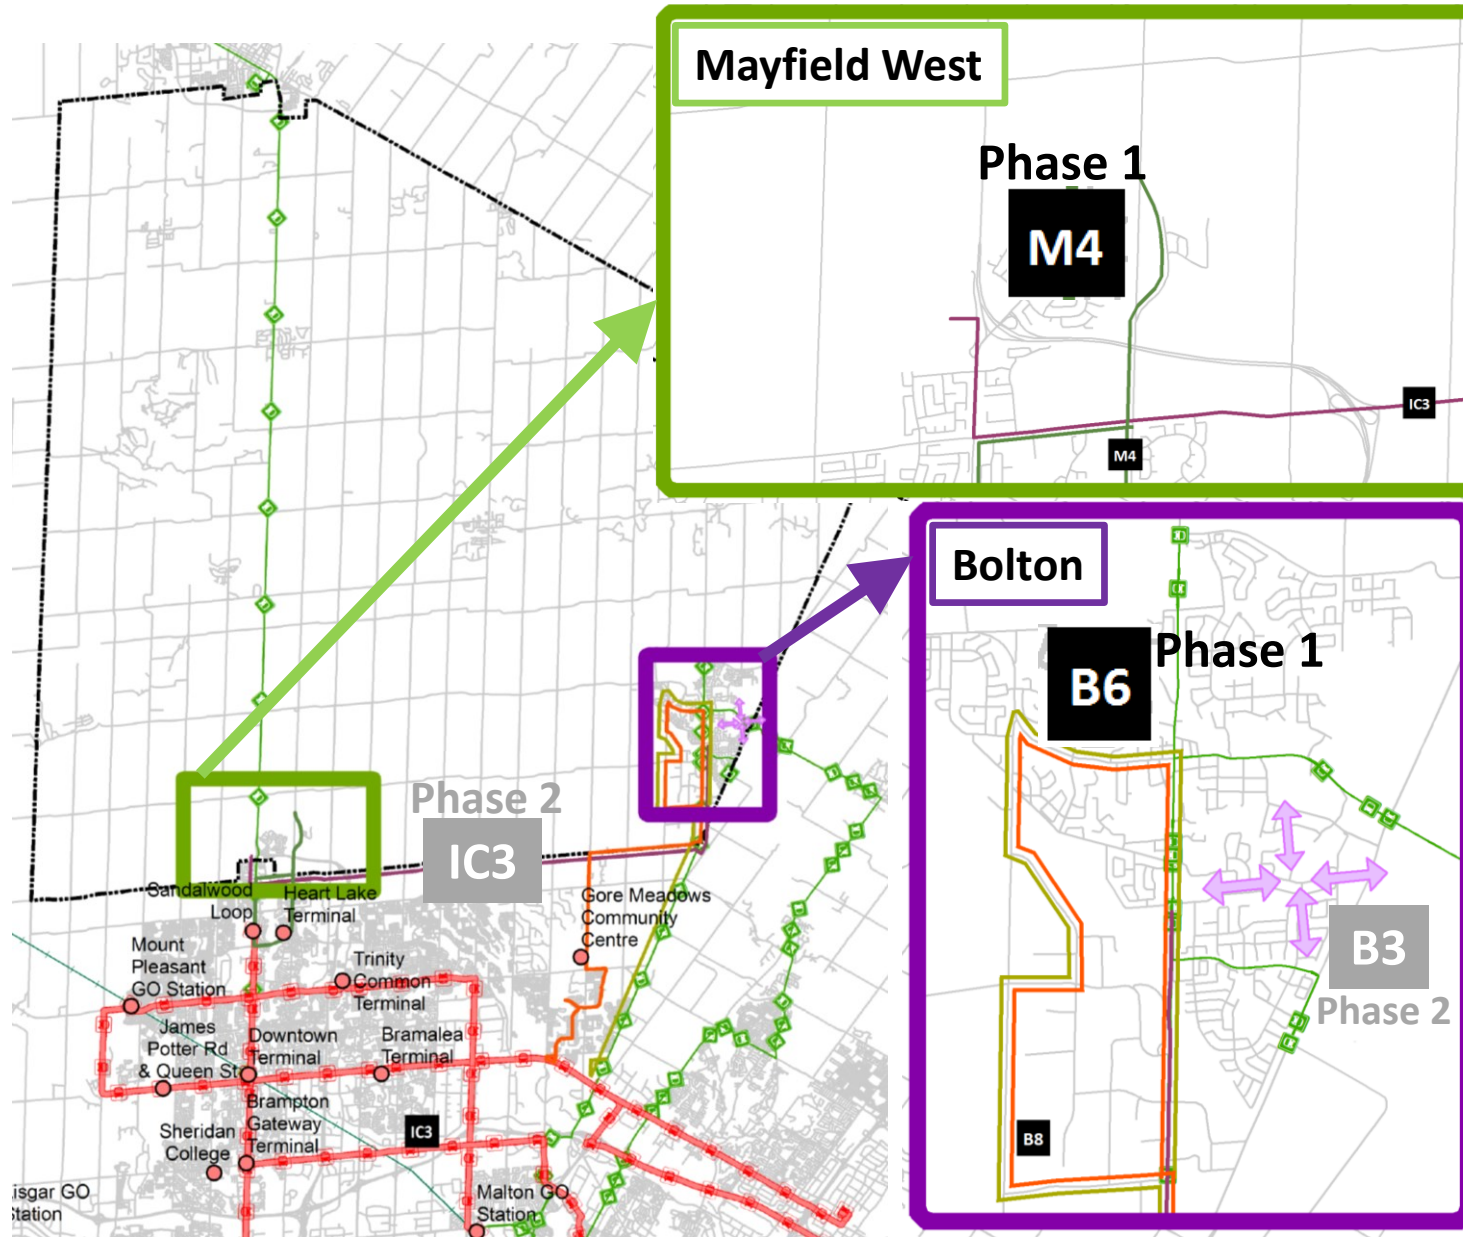 Mayfield West
Phase 1
M4
IC3
M4
Bolton
Phase 1
B6
B3
Phase 2
B8
Phase 2
IC3
Sandalwood
Loop
Heart Lake
Terminal
Gore Meadows
Community
Centre
Mount
Pleasant
GO Station
Trinity
Common
Terminal
James
Potter Rd
& Queen St
Downtown
Terminal
Bramalea
Terminal
Brampton
Gateway
Terminal
Sheridan
College
IC3
isgar GO
Station
Malton GO
Station